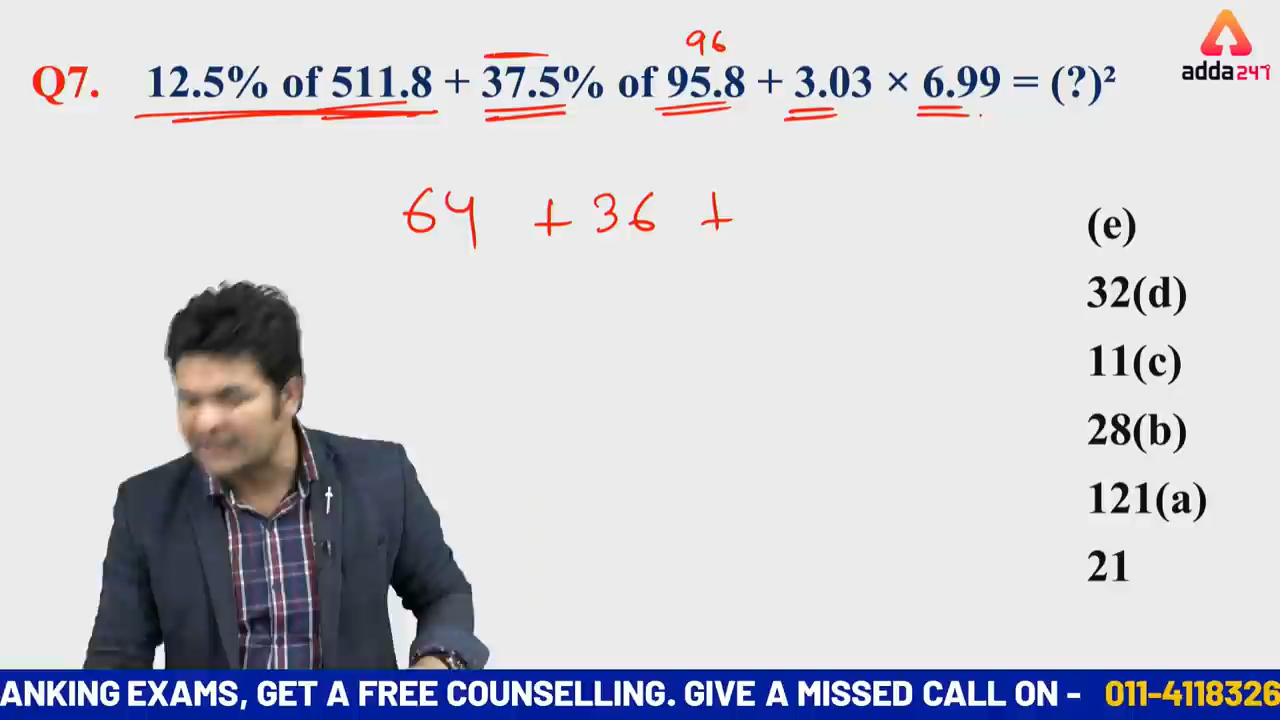 96
Q7. 12.5% of 511.8 + 37.5% of 95.8 + 3.03 × 6.99 = (?)²
adda247
64 + 36 +
(e)
32(d)
11(c)
28(b)
121(a)
21
ANKING EXAMS, GET A FREE COUNSELLING. GIVE A MISSED CALL ON - 011-4118326